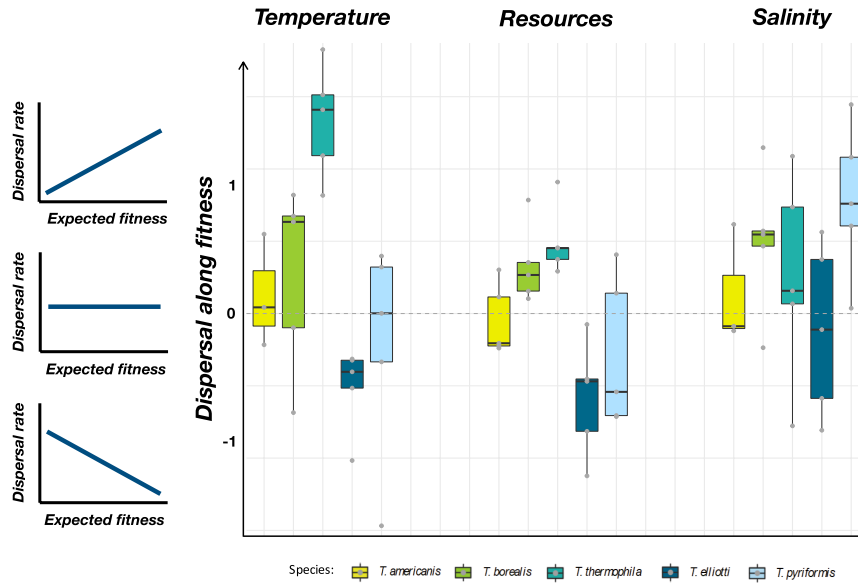 Temperature
Resources
Salinity
Dispersal rate
Expected fitness
Dispersal rate
Expected fitness
Dispersal rate
Expected fitness
Dispersal along fitness
1
0
-1
Species:
T. americanis
T. borealis
T. thermophila
T. elliotti
T. pyriformis